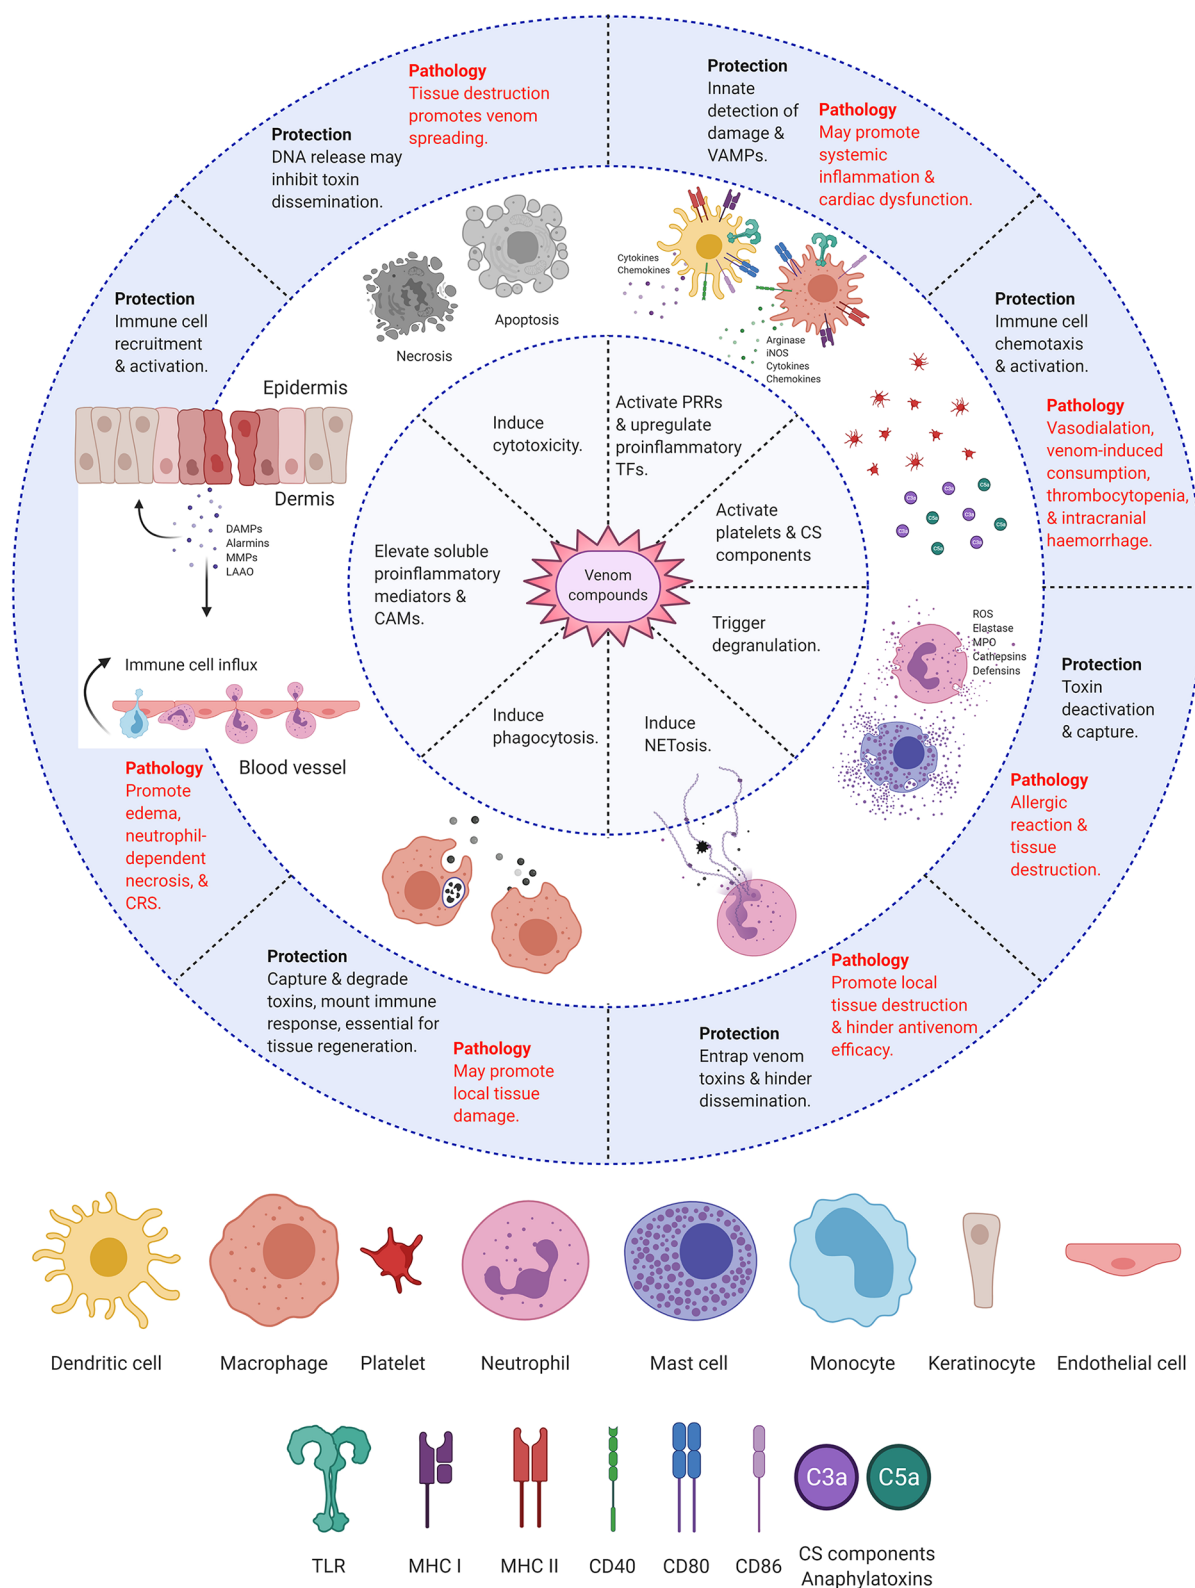 Pathology
Tissue destruction
promotes venom
spreading.
Protection
DNA release may
inhibit toxin
dissemination.
Protection
Innate
detection of
damage &
VAMPs.
Pathology
May promote
systemic
inflammation &
cardiac dysfunction.
Protection
Immune cell
recruitment
& activation.
Protection
Immune cell
chemotaxis
& activation.
Pathology
Vasodialation,
venom-induced
consumption,
thrombocytopenia,
& intracranial
haemorrhage.
Necrosis
Apoptosis
Cytokines
Chemokines
Arginase
iNOS
Cytokines
Chemokines
Epidermis
Dermis
DAMPs
Alarmins
MMPs
LAAO
Immune cell influx
Blood vessel
Induce
cytotoxicity.
Activate PRRs
& upregulate
proinflammatory
TFs.
Activate
platelets & CS
components
Elevate soluble
proinflammatory
mediators &
CAMs.
Venom
compounds
Trigger
degranulation.
Induce
phagocytosis.
Induce
NETosis.
C3a
C5a
C5a
C3a
C3a
C5a
C3a
C5a
ROS
Elastase
MPO
Cathepsins
Defensins
Protection
Toxin
deactivation
& capture.
Pathology
Allergic
reaction &
tissue
destruction.
Pathology
Promote
edema,
neutrophil-
dependent
necrosis, &
CRS.
Protection
Capture & degrade
toxins, mount immune
response, essential for
tissue regeneration.
Pathology
May promote
local tissue
damage.
Pathology
Promote local
tissue destruction
& hinder antivenom
efficacy.
Protection
Entrap venom
toxins & hinder
dissemination.
Dendritic cell
Macrophage
Platelet
Neutrophil
Mast cell
Monocyte
Keratinocyte
Endothelial cell
C3a
C5a
TLR
MHC I
MHC II
CD40
CD80
CD86
CS components
Anaphylatoxins